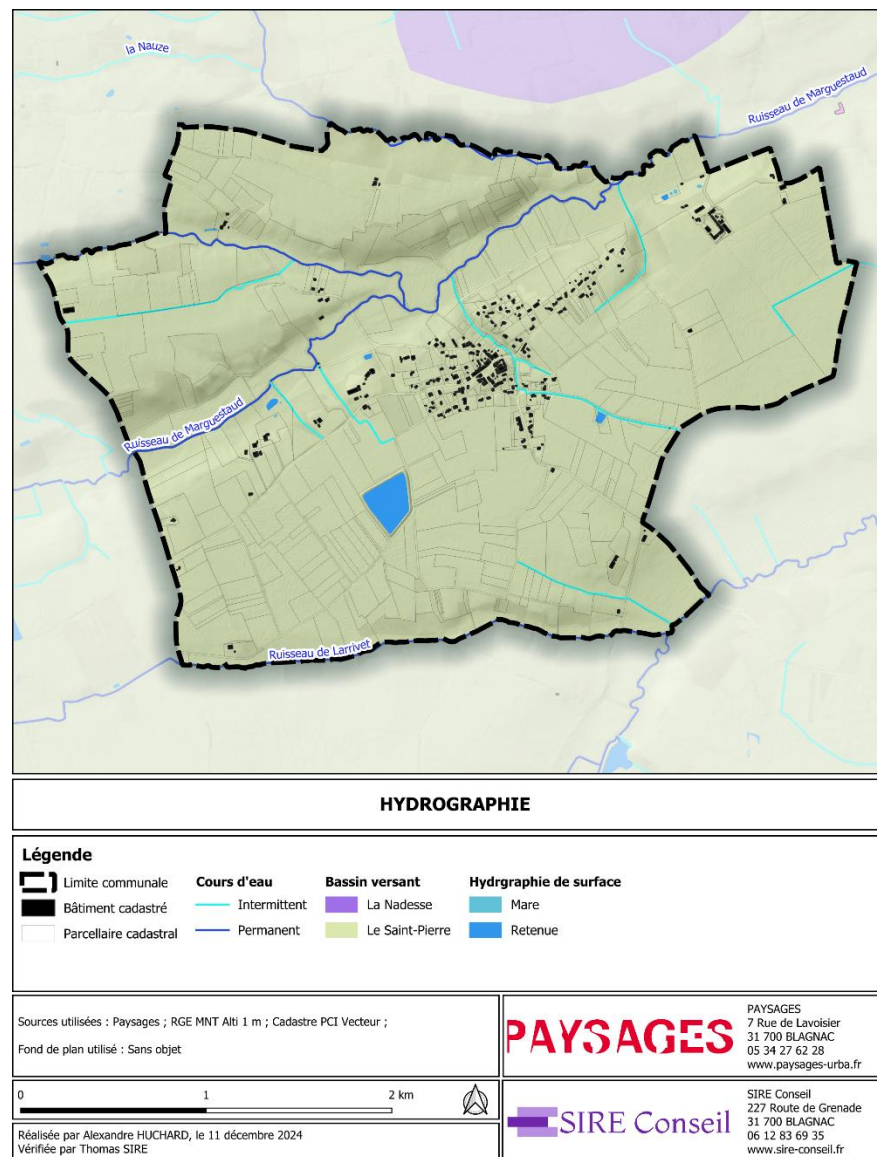 la Nauze
Ruisseau de Marguestaud
Ruisseau de Marguestaud
Ruisseau de Larrivet
HYDROGRAPHIE
Légende
Limite communale
Bâtiment cadastré
Parcellaire cadastral
Cours d'eau
Intermittent
Permanent
Bassin versant
La Nadesse
Le Saint-Pierre
Hydrgraphie de surface
Mare
Retenue
Sources utilisées : Paysages ; RGE MNT Alti 1 m ; Cadastre PCI Vecteur ;
Fond de plan utilisé : Sans objet
PAYSAGES
PAYSAGES
7 Rue de Lavoisier
31 700 BLAGNAC
05 34 27 62 28
www.paysages-urba.fr
0 1 2 km
SIRE Conseil
SIRE Conseil
227 Route de Grenade
31 700 BLAGNAC
06 12 83 69 35
www.sire-conseil.fr
Réalisée par Alexandre HUCHARD, le 11 décembre 2024
Vérifiée par Thomas SIRE